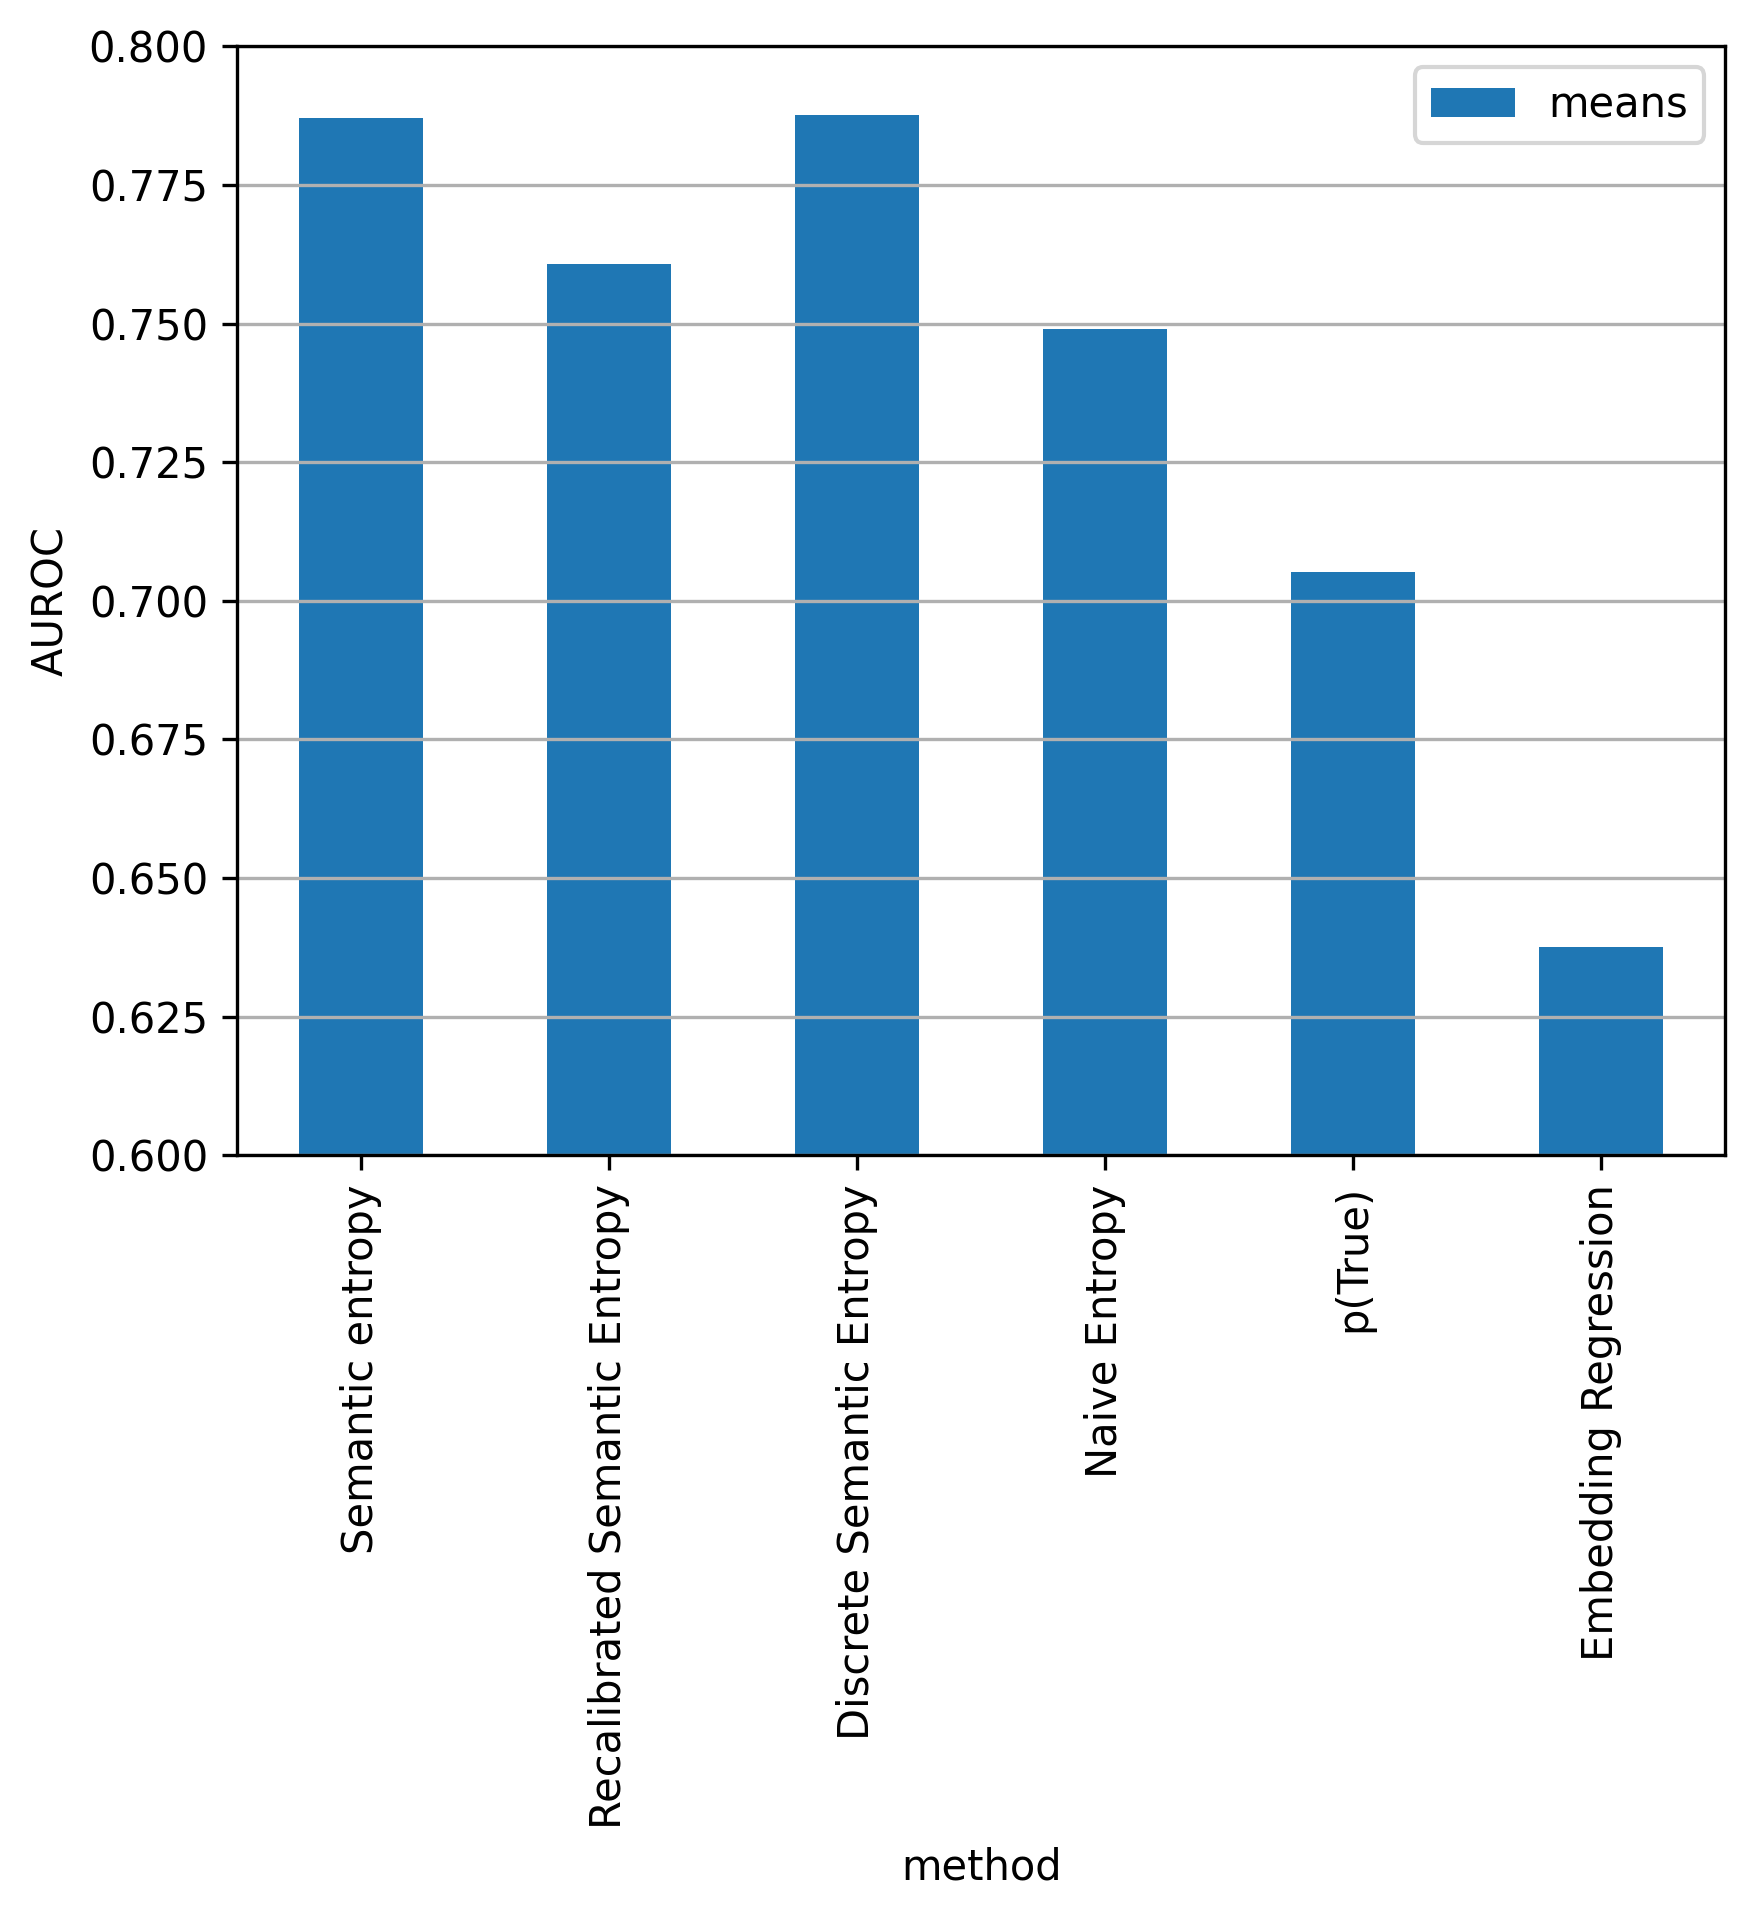 0.800
0.775
0.750
0.725
0.700
0.675
0.650
0.625
0.600
AUROC
means
Semantic entropy
Recalibrated Semantic Entropy
Discrete Semantic Entropy
Naive Entropy
p(True)
Embedding Regression
method